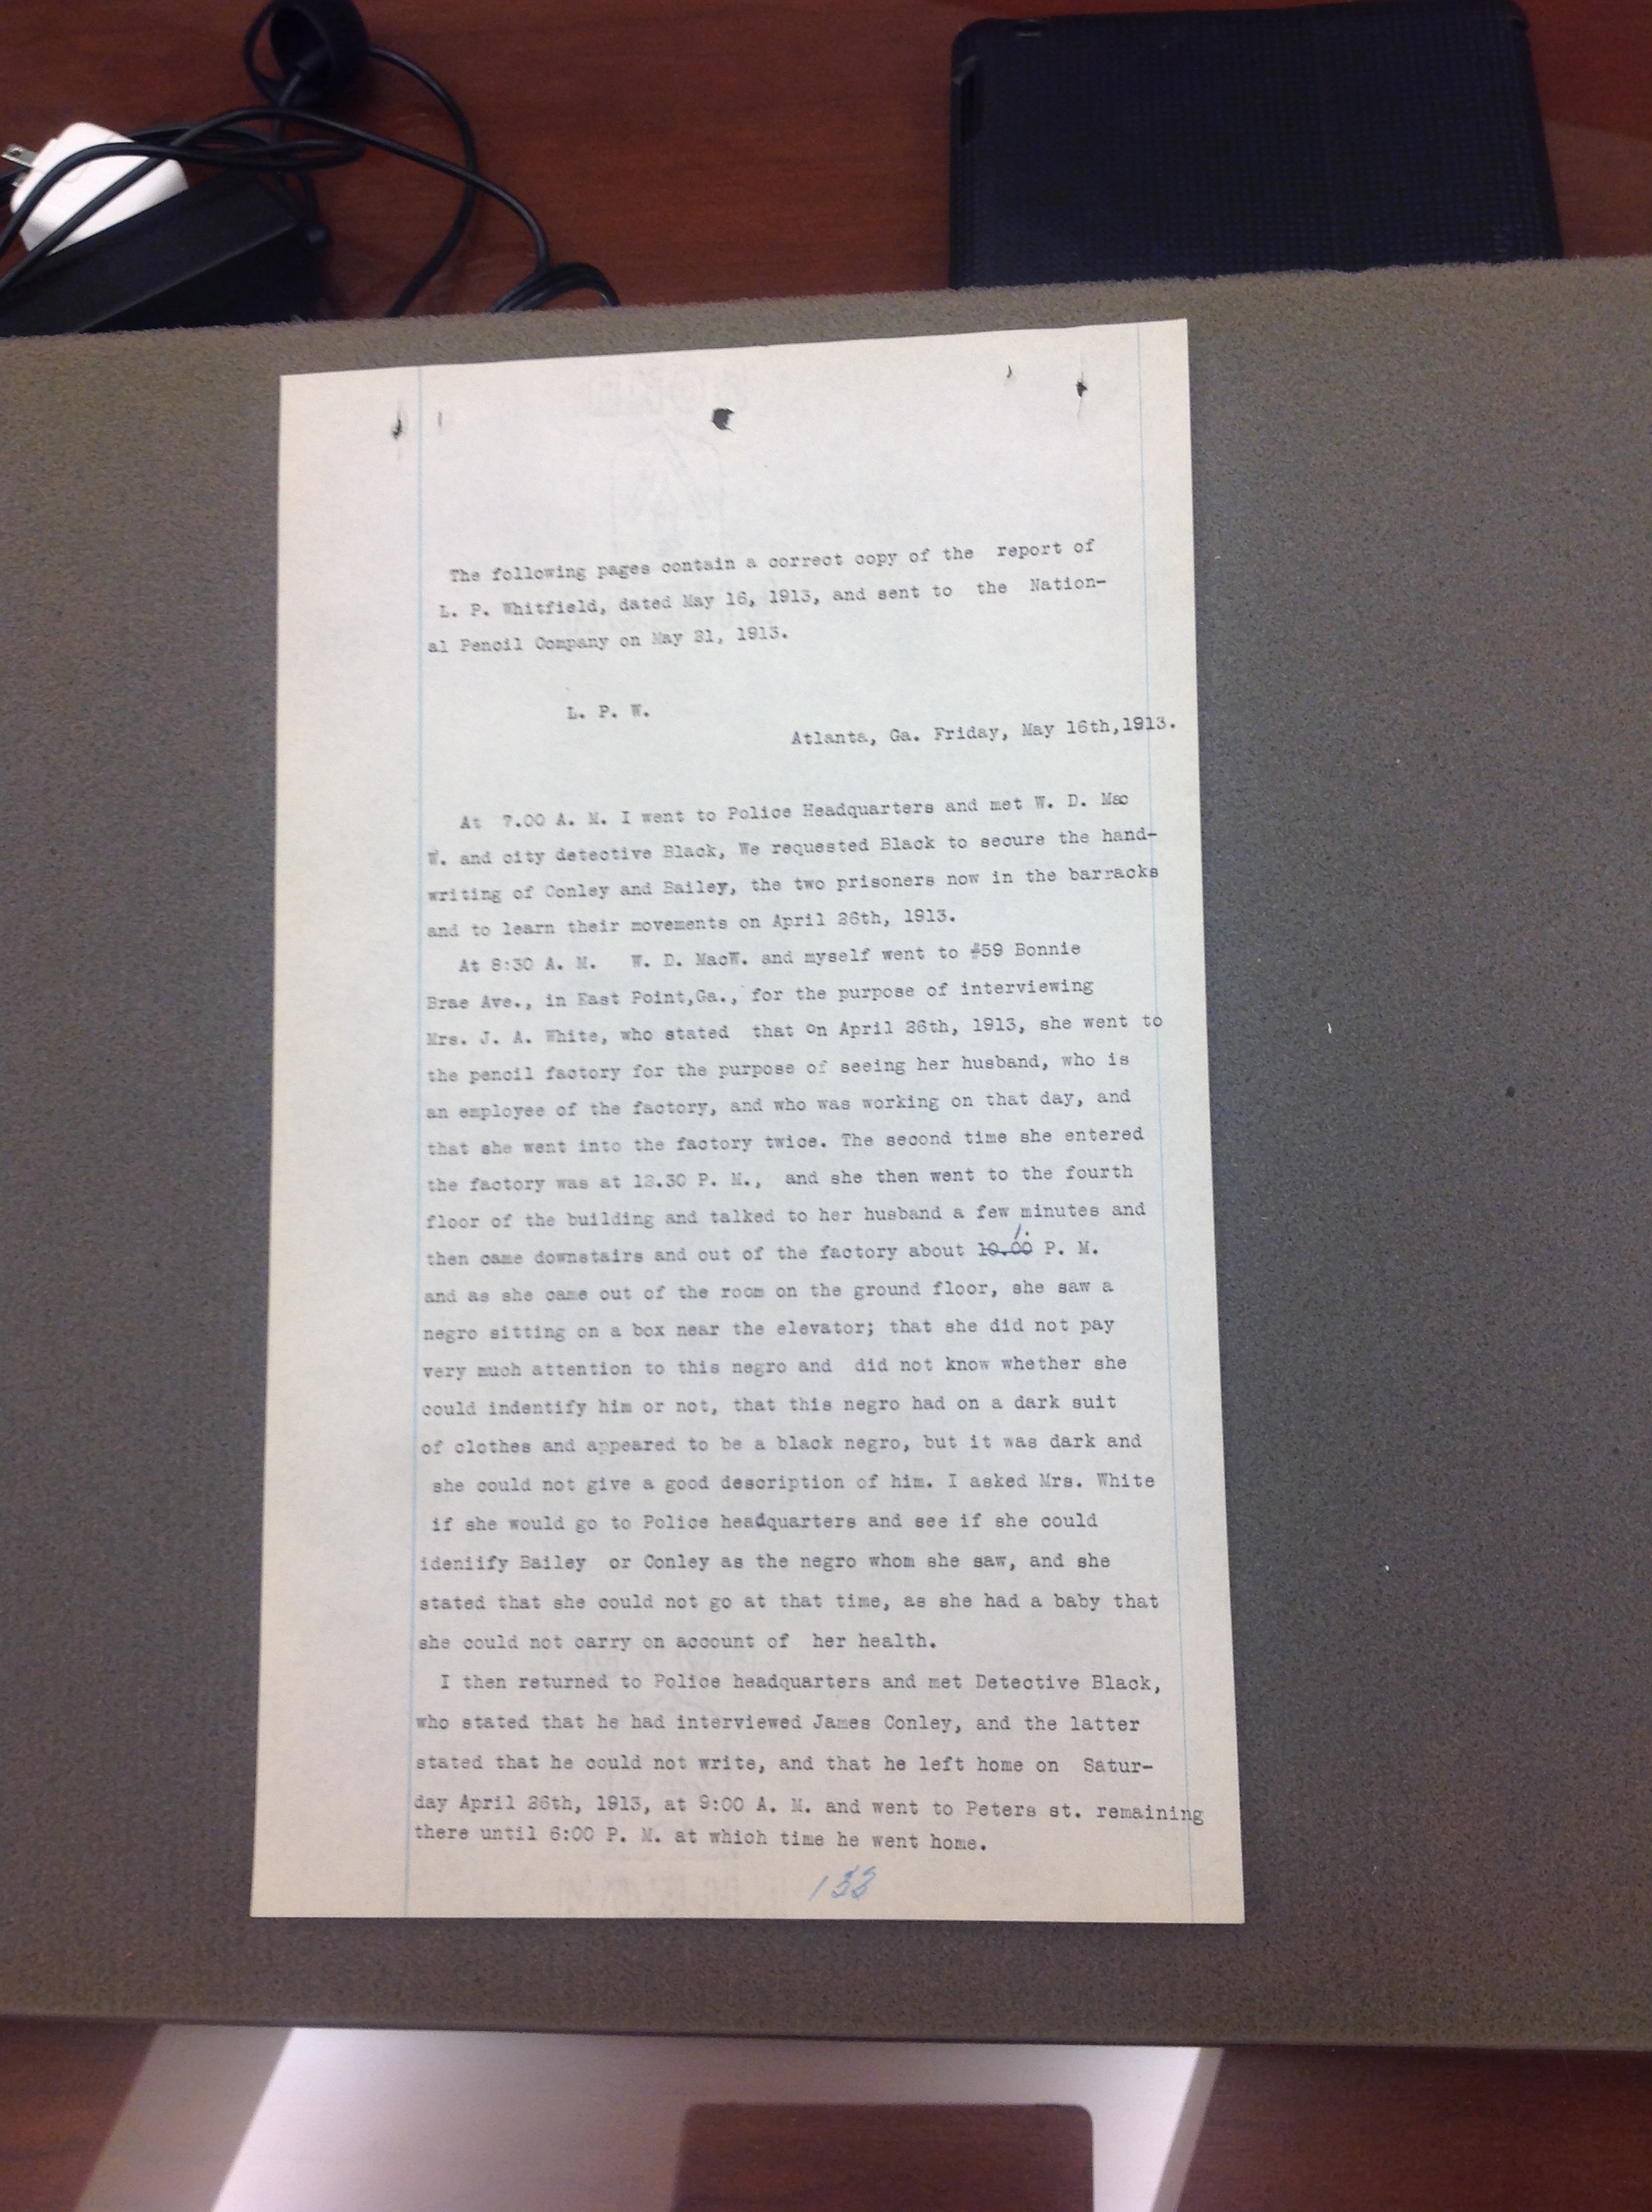 The following pages contain a correct copy of the report of
L. P. Whitfield, dated May 16, 1913, and sent to the Nation-
al Pencil Company on May 21, 1913.
L. P. W.
Atlanta, Ga. Friday, May 16th,1913.
At 7.00 A. M. I went to Police Headquarters and met W. D. Mac
W. and city detective Black, We requested Black to secure the hand-
writing of Conley and Bailey, the two prisoners now in the barracks
and to learn their movements on April 26th, 1913.
At 8:30 A. M. W. D. MacW. and myself went to #59 Bonnie
Brae Ave., in East Point,Ga., for the purpose of interviewing
Mrs. J. A. White, who stated that on April 26th, 1913, she went to
the pencil factory for the purpose of seeing her husband, who is
an employee of the factory, and who was working on that day, and
that she went into the factory twice. The second time she entered
the factory was at 12.30 P. M., and she then went to the fourth
floor of the building and talked to her husband a few minutes and
then came downstairs and out of the factory about 10.00 1. P. M.
and as she came out of the room on the ground floor, she saw a
negro sitting on a box near the elevator; that she did not pay
very much attention to this negro and did not know whether she
could indentify him or not, that this negro had on a dark suit
of clothes and appeared to be a black negro, but it was dark and
she could not give a good description of him. I asked Mrs. White
if she would go to Police headquarters and see if she could
ideniify Bailey or Conley as the negro whom she saw, and she
stated that she could not go at that time, as she had a baby that
she could not carry on account of her health.
I then returned to Police headquarters and met Detective Black,
who stated that he had interviewed James Conley, and the latter
stated that he could not write, and that he left home on Satur-
day April 26th, 1913, at 9:00 A. M. and went to Peters st. remaining
there until 6:00 P. M. at which time he went home.
133